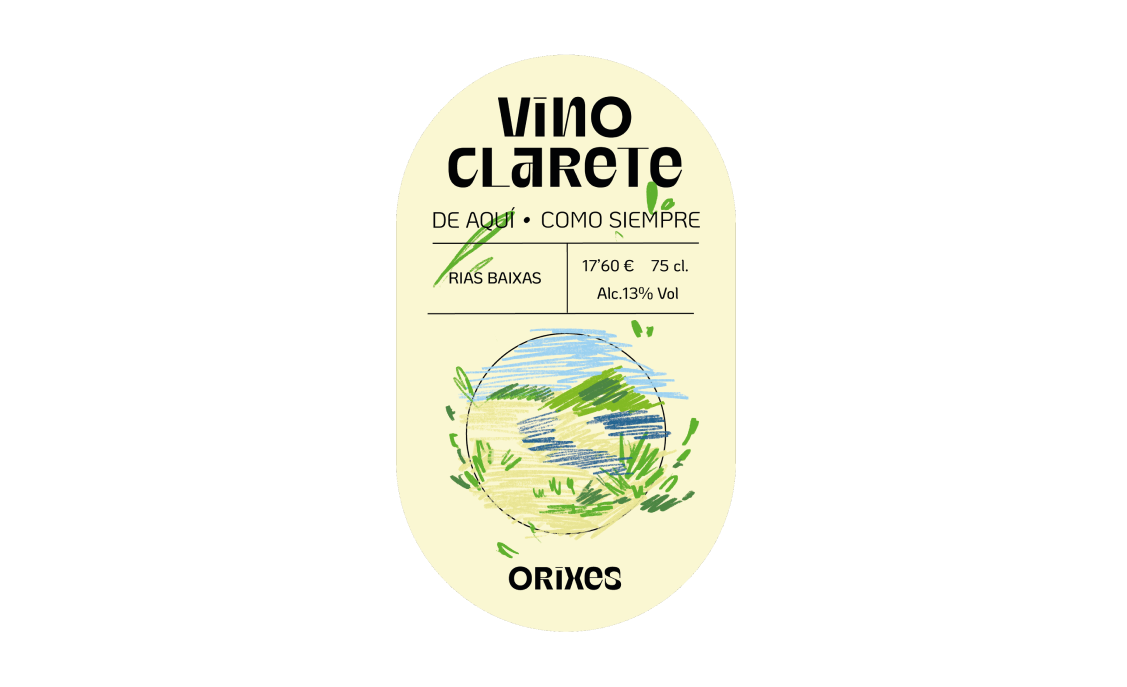 VINO
CLARETE
DE AQUÍ • COMO SIEMPRE
RIAS BAIXAS
17'60 € 75 cl.
Alc.13% Vol
ORIXES